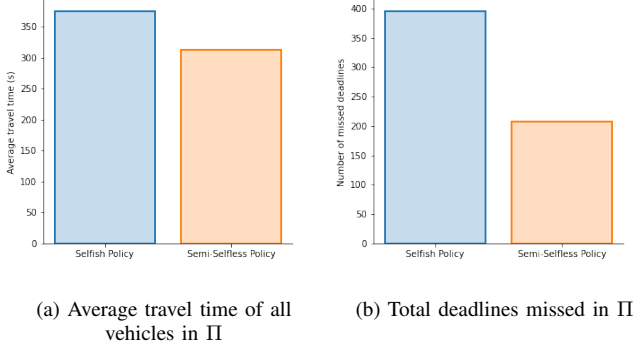 350
300
250
200
150
100
50
0
Average travel time (s)
Selfish Policy
Semi-Selfless Policy
400
350
300
250
200
150
100
50
0
Number of missed deadlines
Selfish Policy
Semi-Selfless Policy
(a) Average travel time of all
vehicles in Π
(b) Total deadlines missed in Π